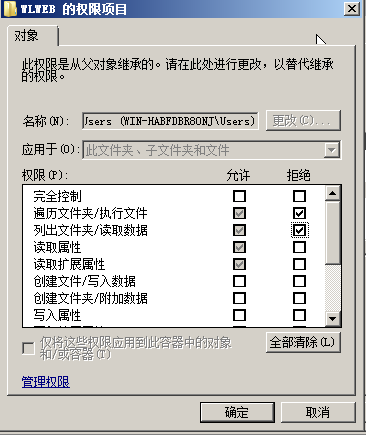 WLWEB 的权限项目
对象
此权限是从父对象继承的。请在此处进行更改，以替代继承
的权限。
名称(N): Users (WIN-HABFDBR8ONJ\Users) 更改(C)...
应用于(O): 此文件夹、子文件夹和文件
权限(P): 允许 拒绝
完全控制
遍历文件夹/执行文件
列出文件夹/读取数据
读取属性
读取扩展属性
创建文件/写入数据
创建文件夹/附加数据
写入属性
仅将这些权限应用到此容器中的对象
和/或容器(T)
全部清除(L)
管理权限
确定 取消